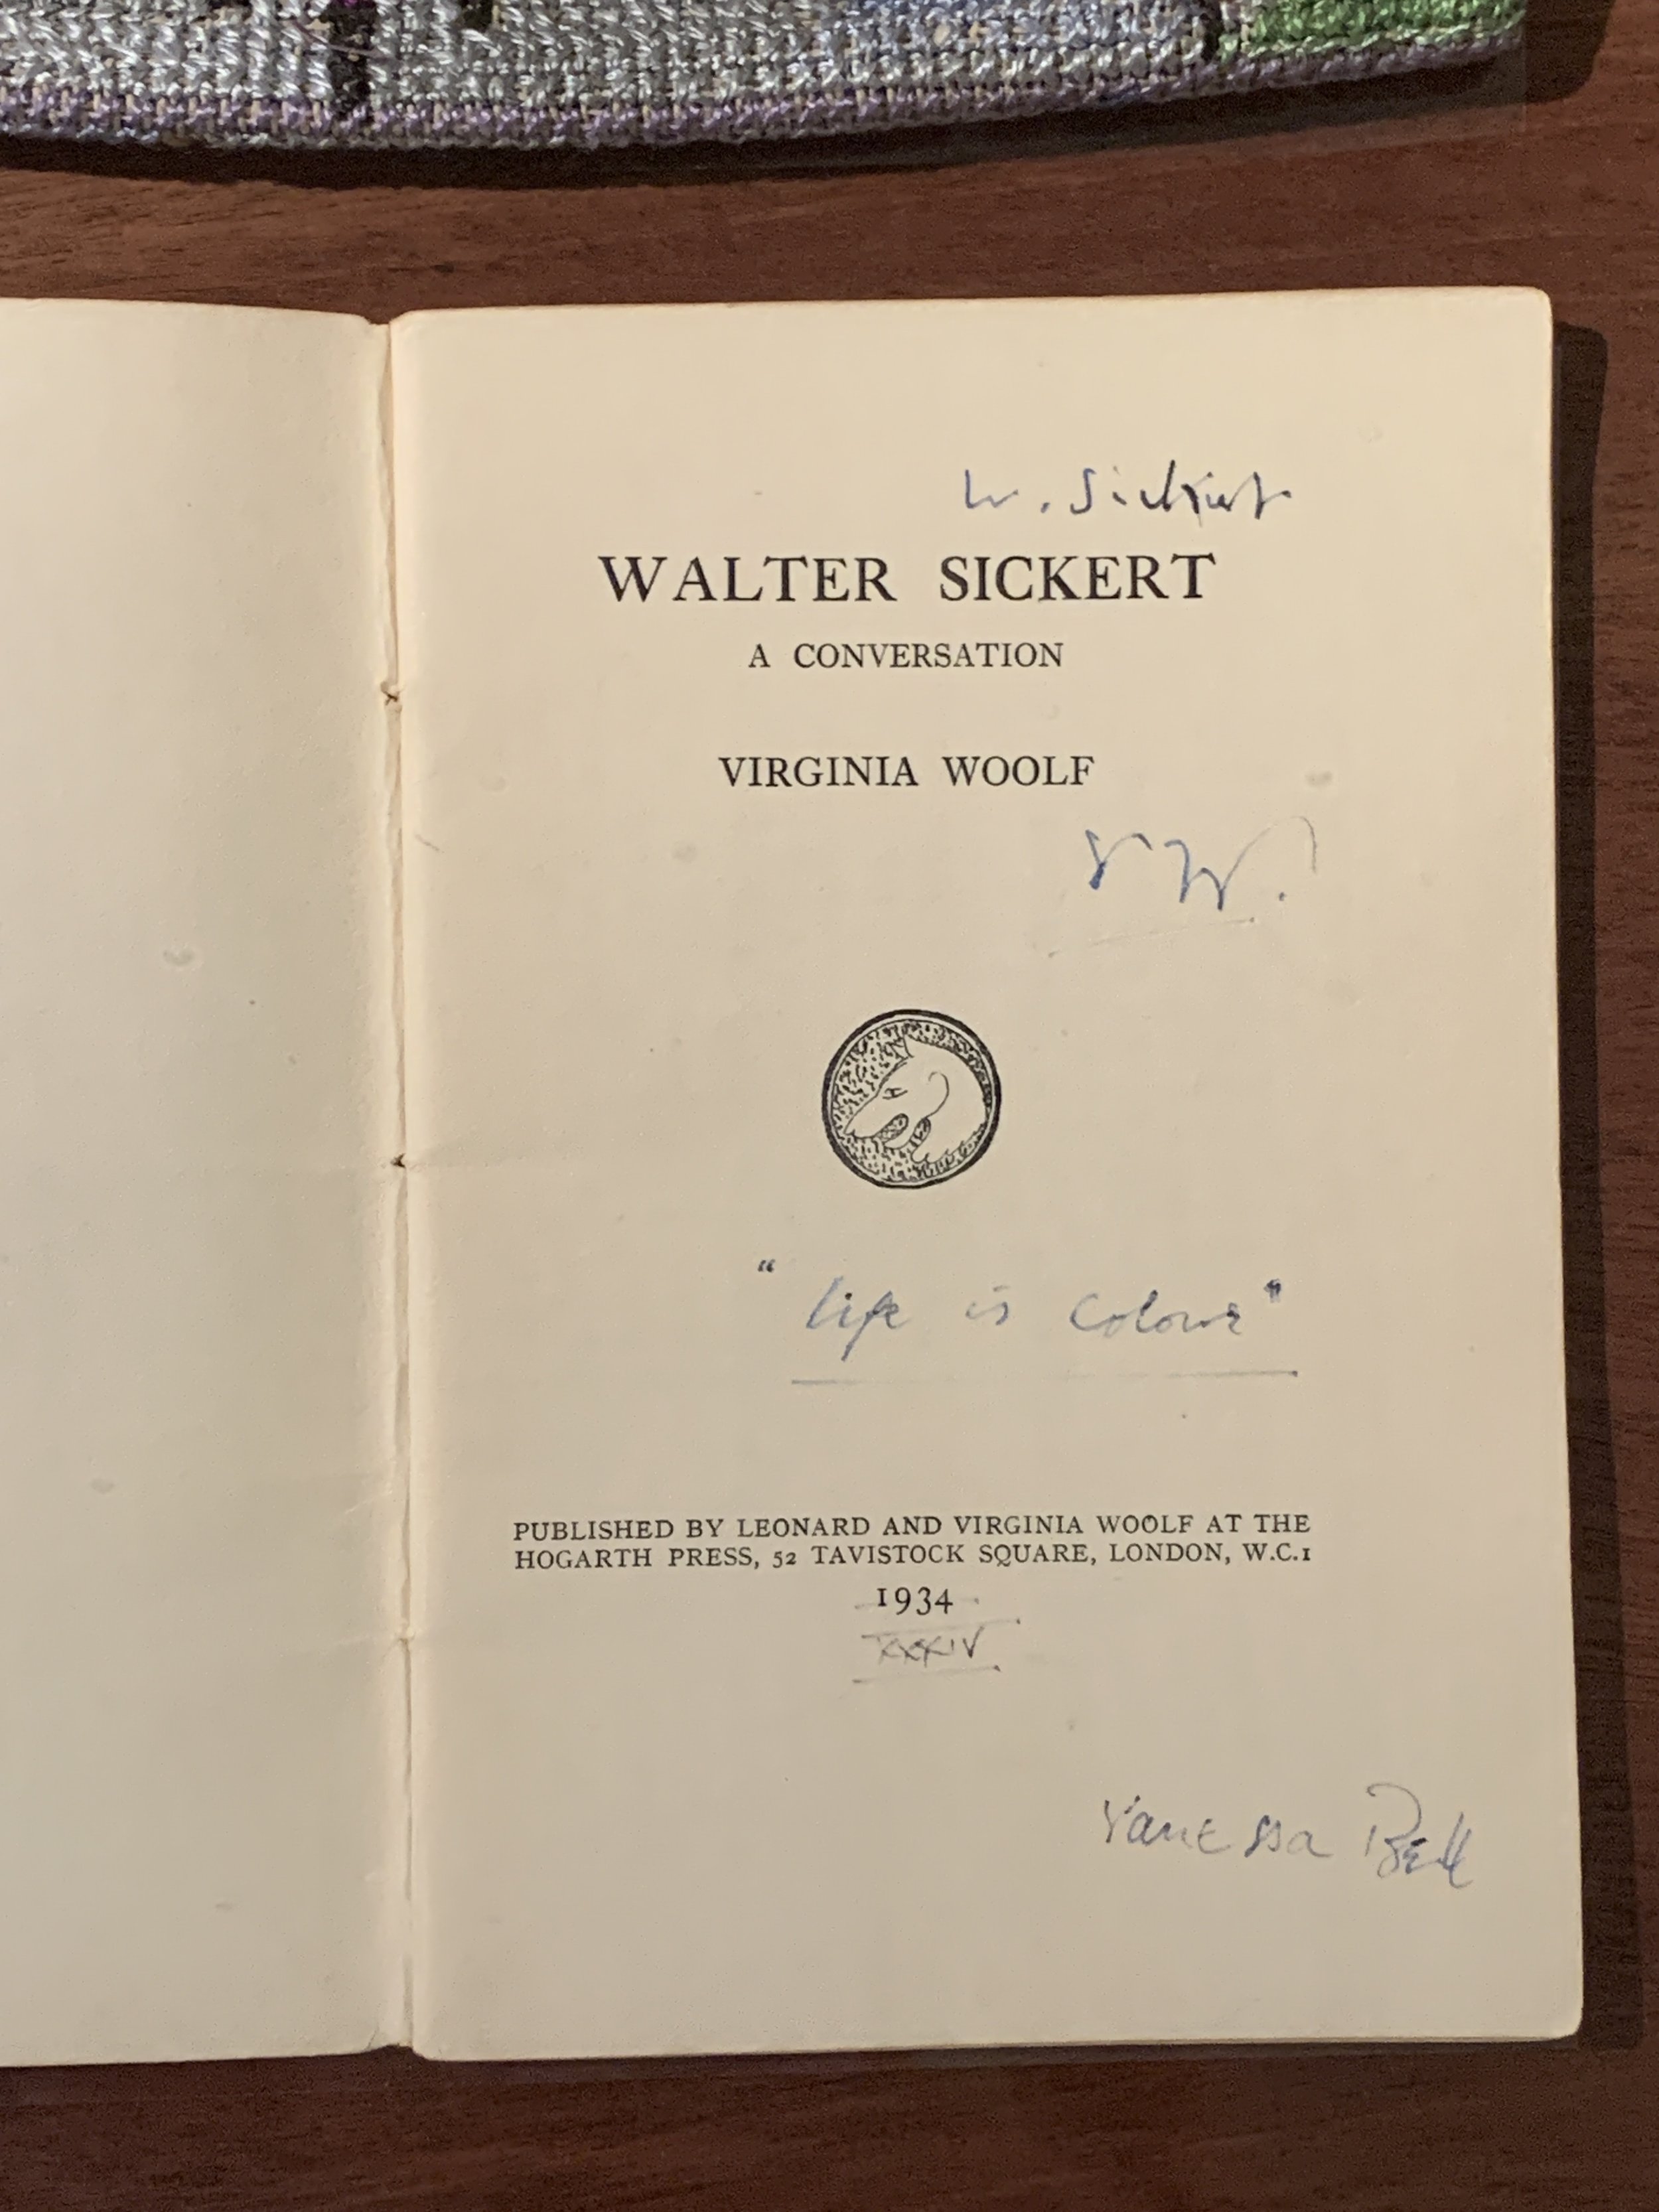 W. Sickert.
WALTER SICKERT
A CONVERSATION
VIRGINIA WOOLF
VW.
"Life is Colour"
PUBLISHED BY LEONARD AND VIRGINIA WOOLF AT THE
HOGARTH PRESS, 52 TAVISTOCK SQUARE, LONDON, W.C.1
1934
XXXIV
Vanessa Bell